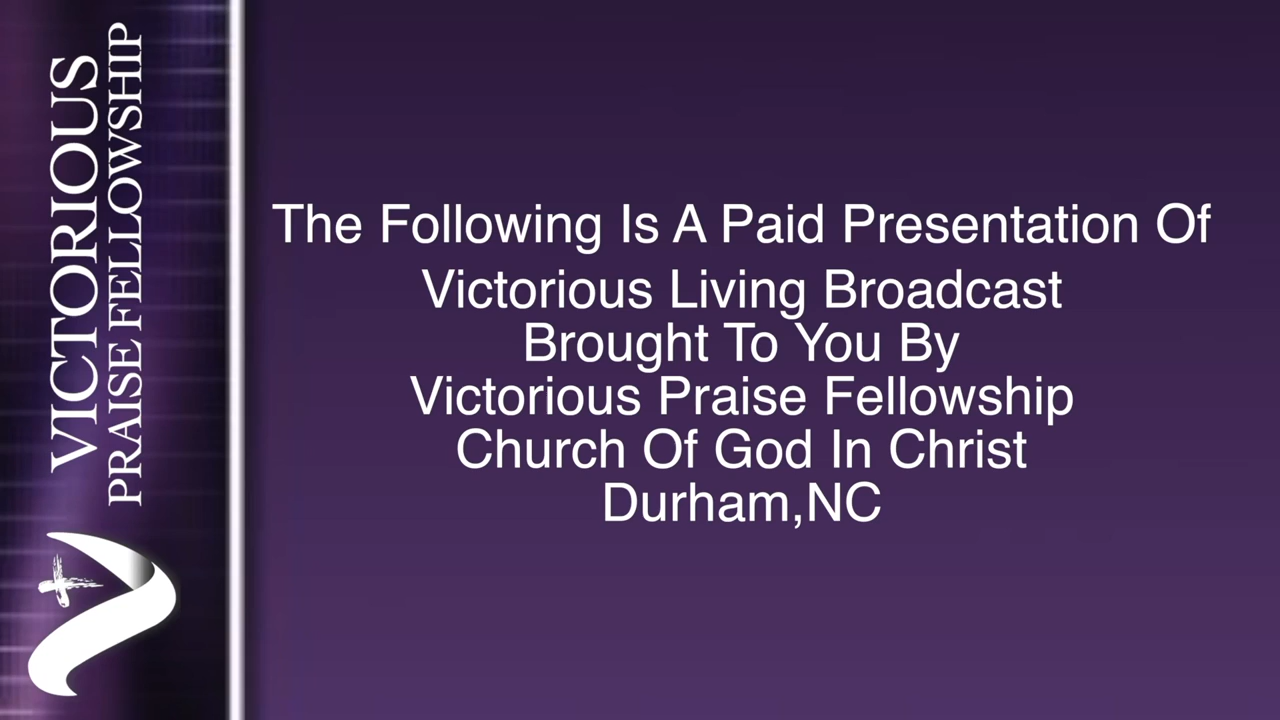 VICTORIOUS
PRAISE FELLOWSHIP
The Following Is A Paid Presentation Of
Victorious Living Broadcast
Brought To You By
Victorious Praise Fellowship
Church Of God In Christ
Durham,NC